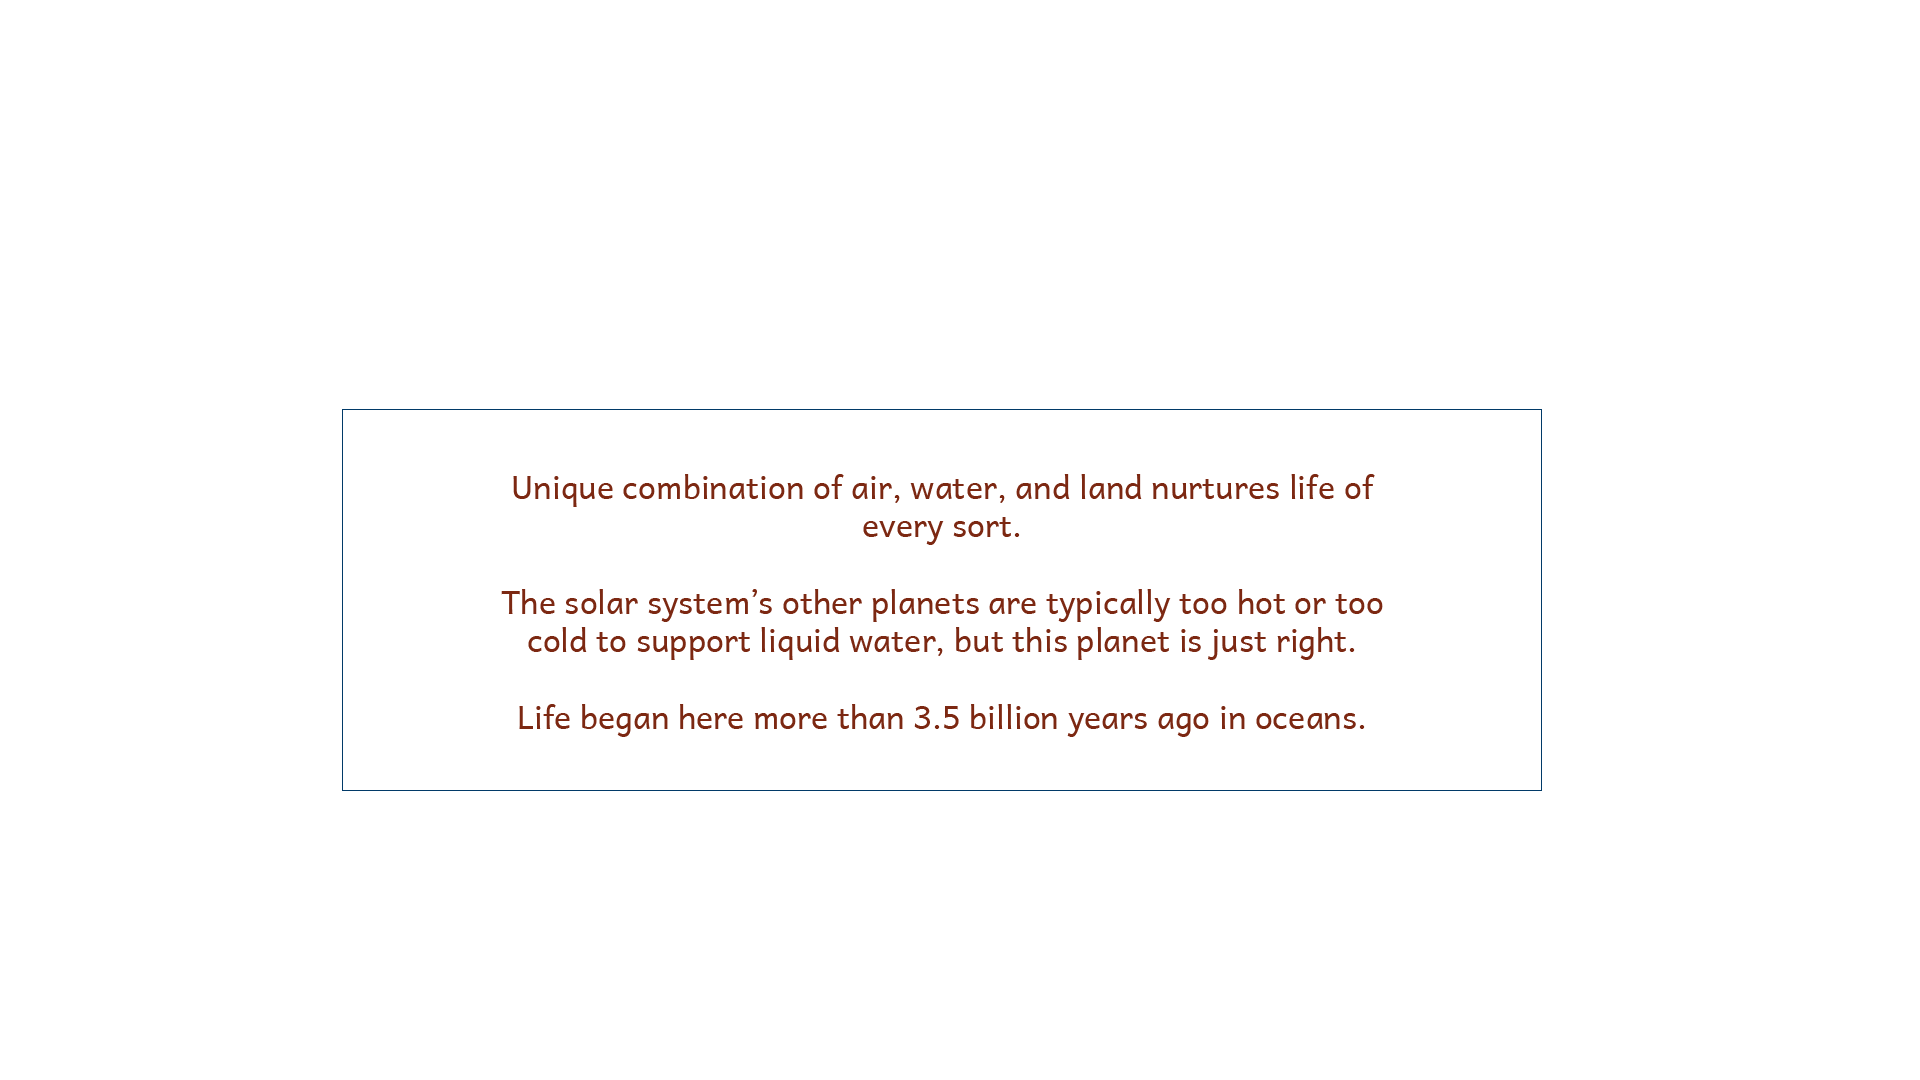 Unique combination of air, water, and land nurtures life of
every sort.
The solar system’s other planets are typically too hot or too
cold to support liquid water, but this planet is just right.
Life began here more than 3.5 billion years ago in oceans.